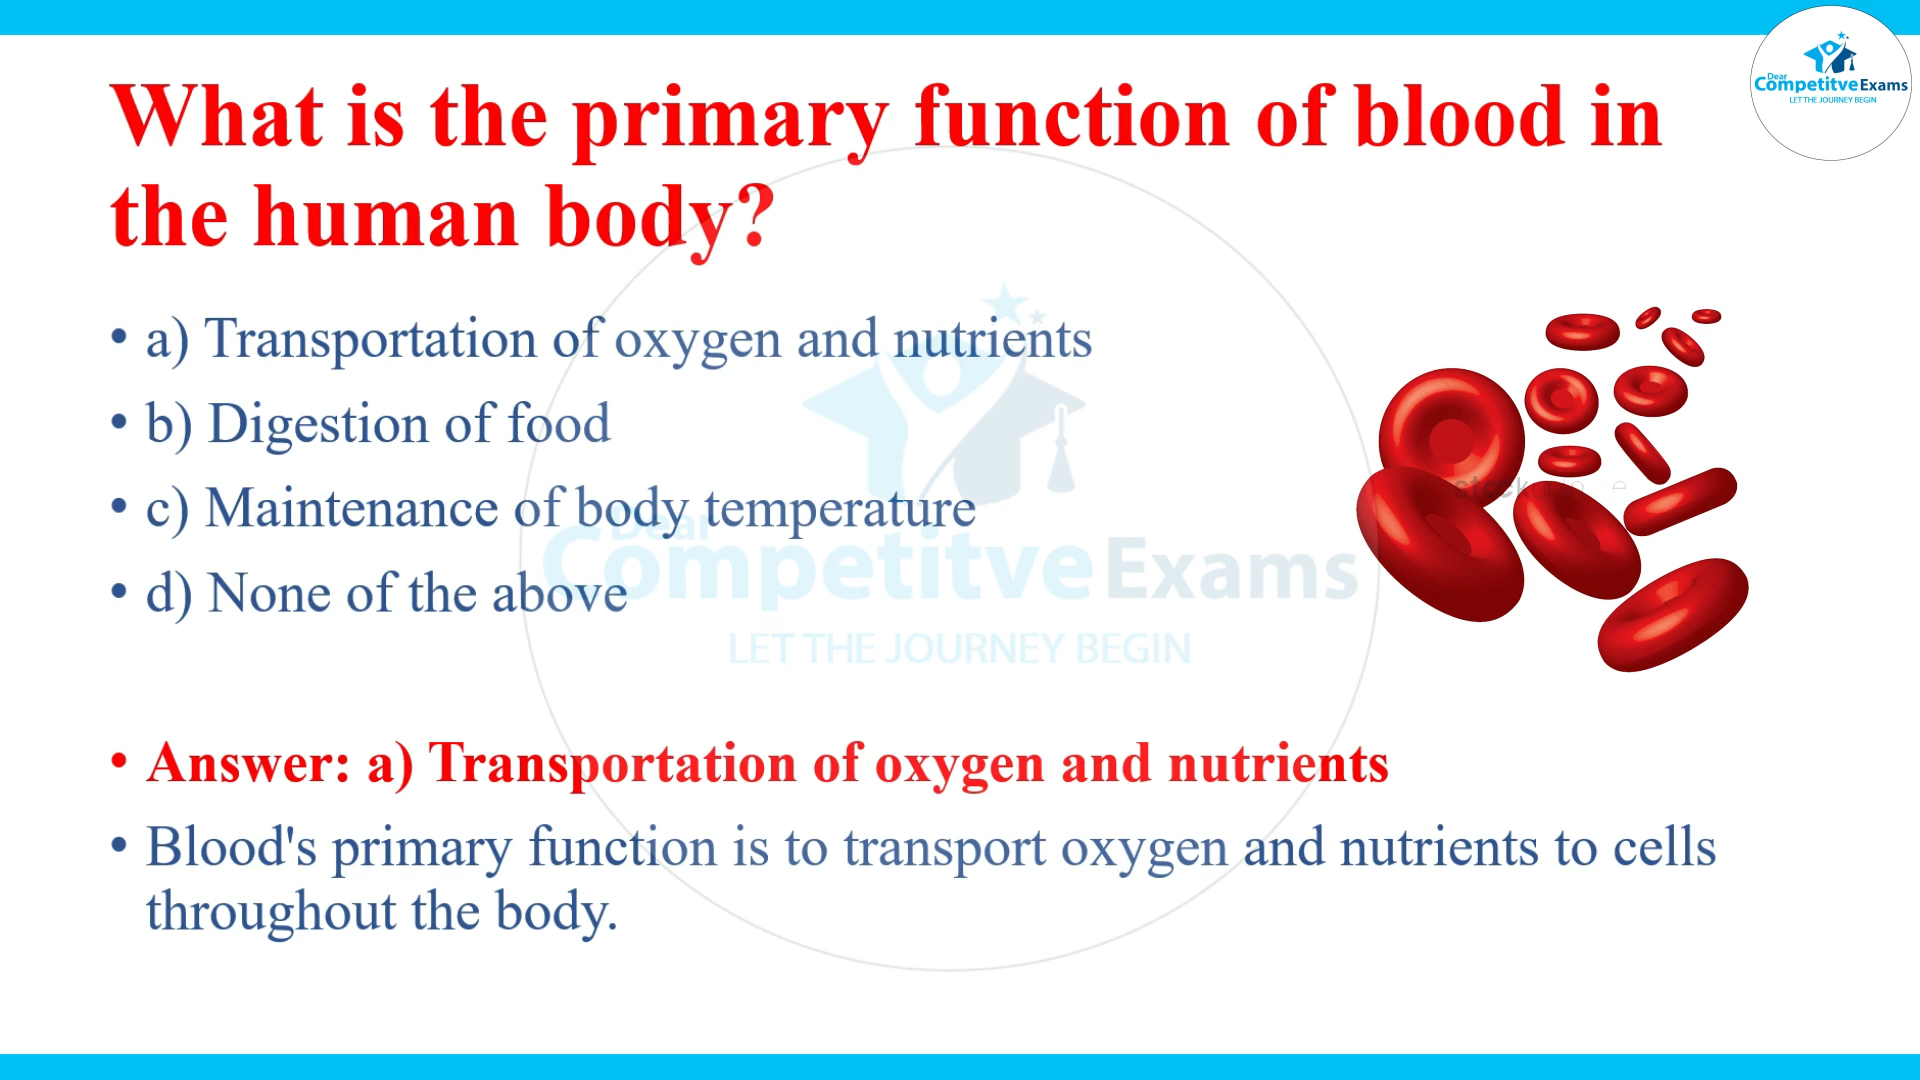 Dear
CompetitveExams
LET THE JOURNEY BEGIN
What is the primary function of blood in
the human body?
• a) Transportation of oxygen and nutrients
• b) Digestion of food
• c) Maintenance of body temperature
• d) None of the above
Dear
CompetitveExams
LET THE JOURNEY BEGIN
• Answer: a) Transportation of oxygen and nutrients
• Blood's primary function is to transport oxygen and nutrients to cells
throughout the body.